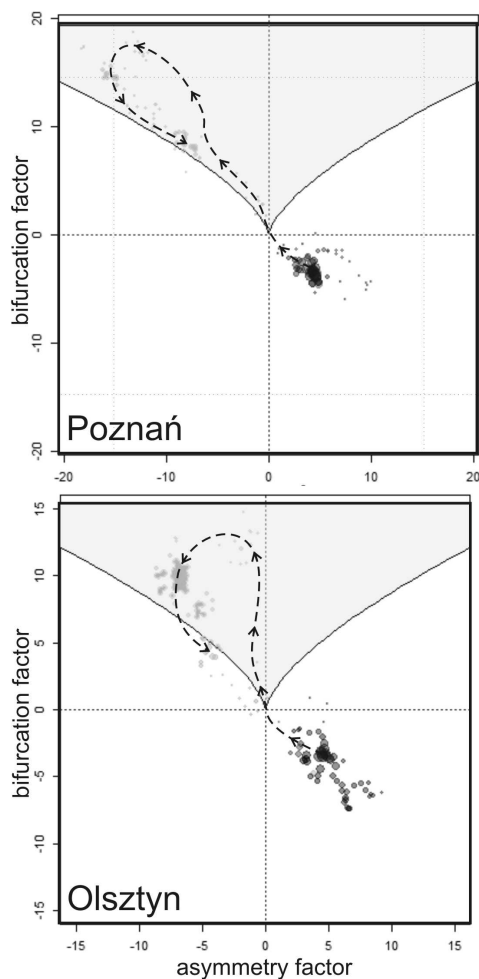 20
10
0
-10
-20
bifurcation factor
Poznań
-20 -10 0 10 20
15
10
5
0
-5
-10
-15
bifurcation factor
Olsztyn
-15 -10 -5 0 5 10 15
asymmetry factor